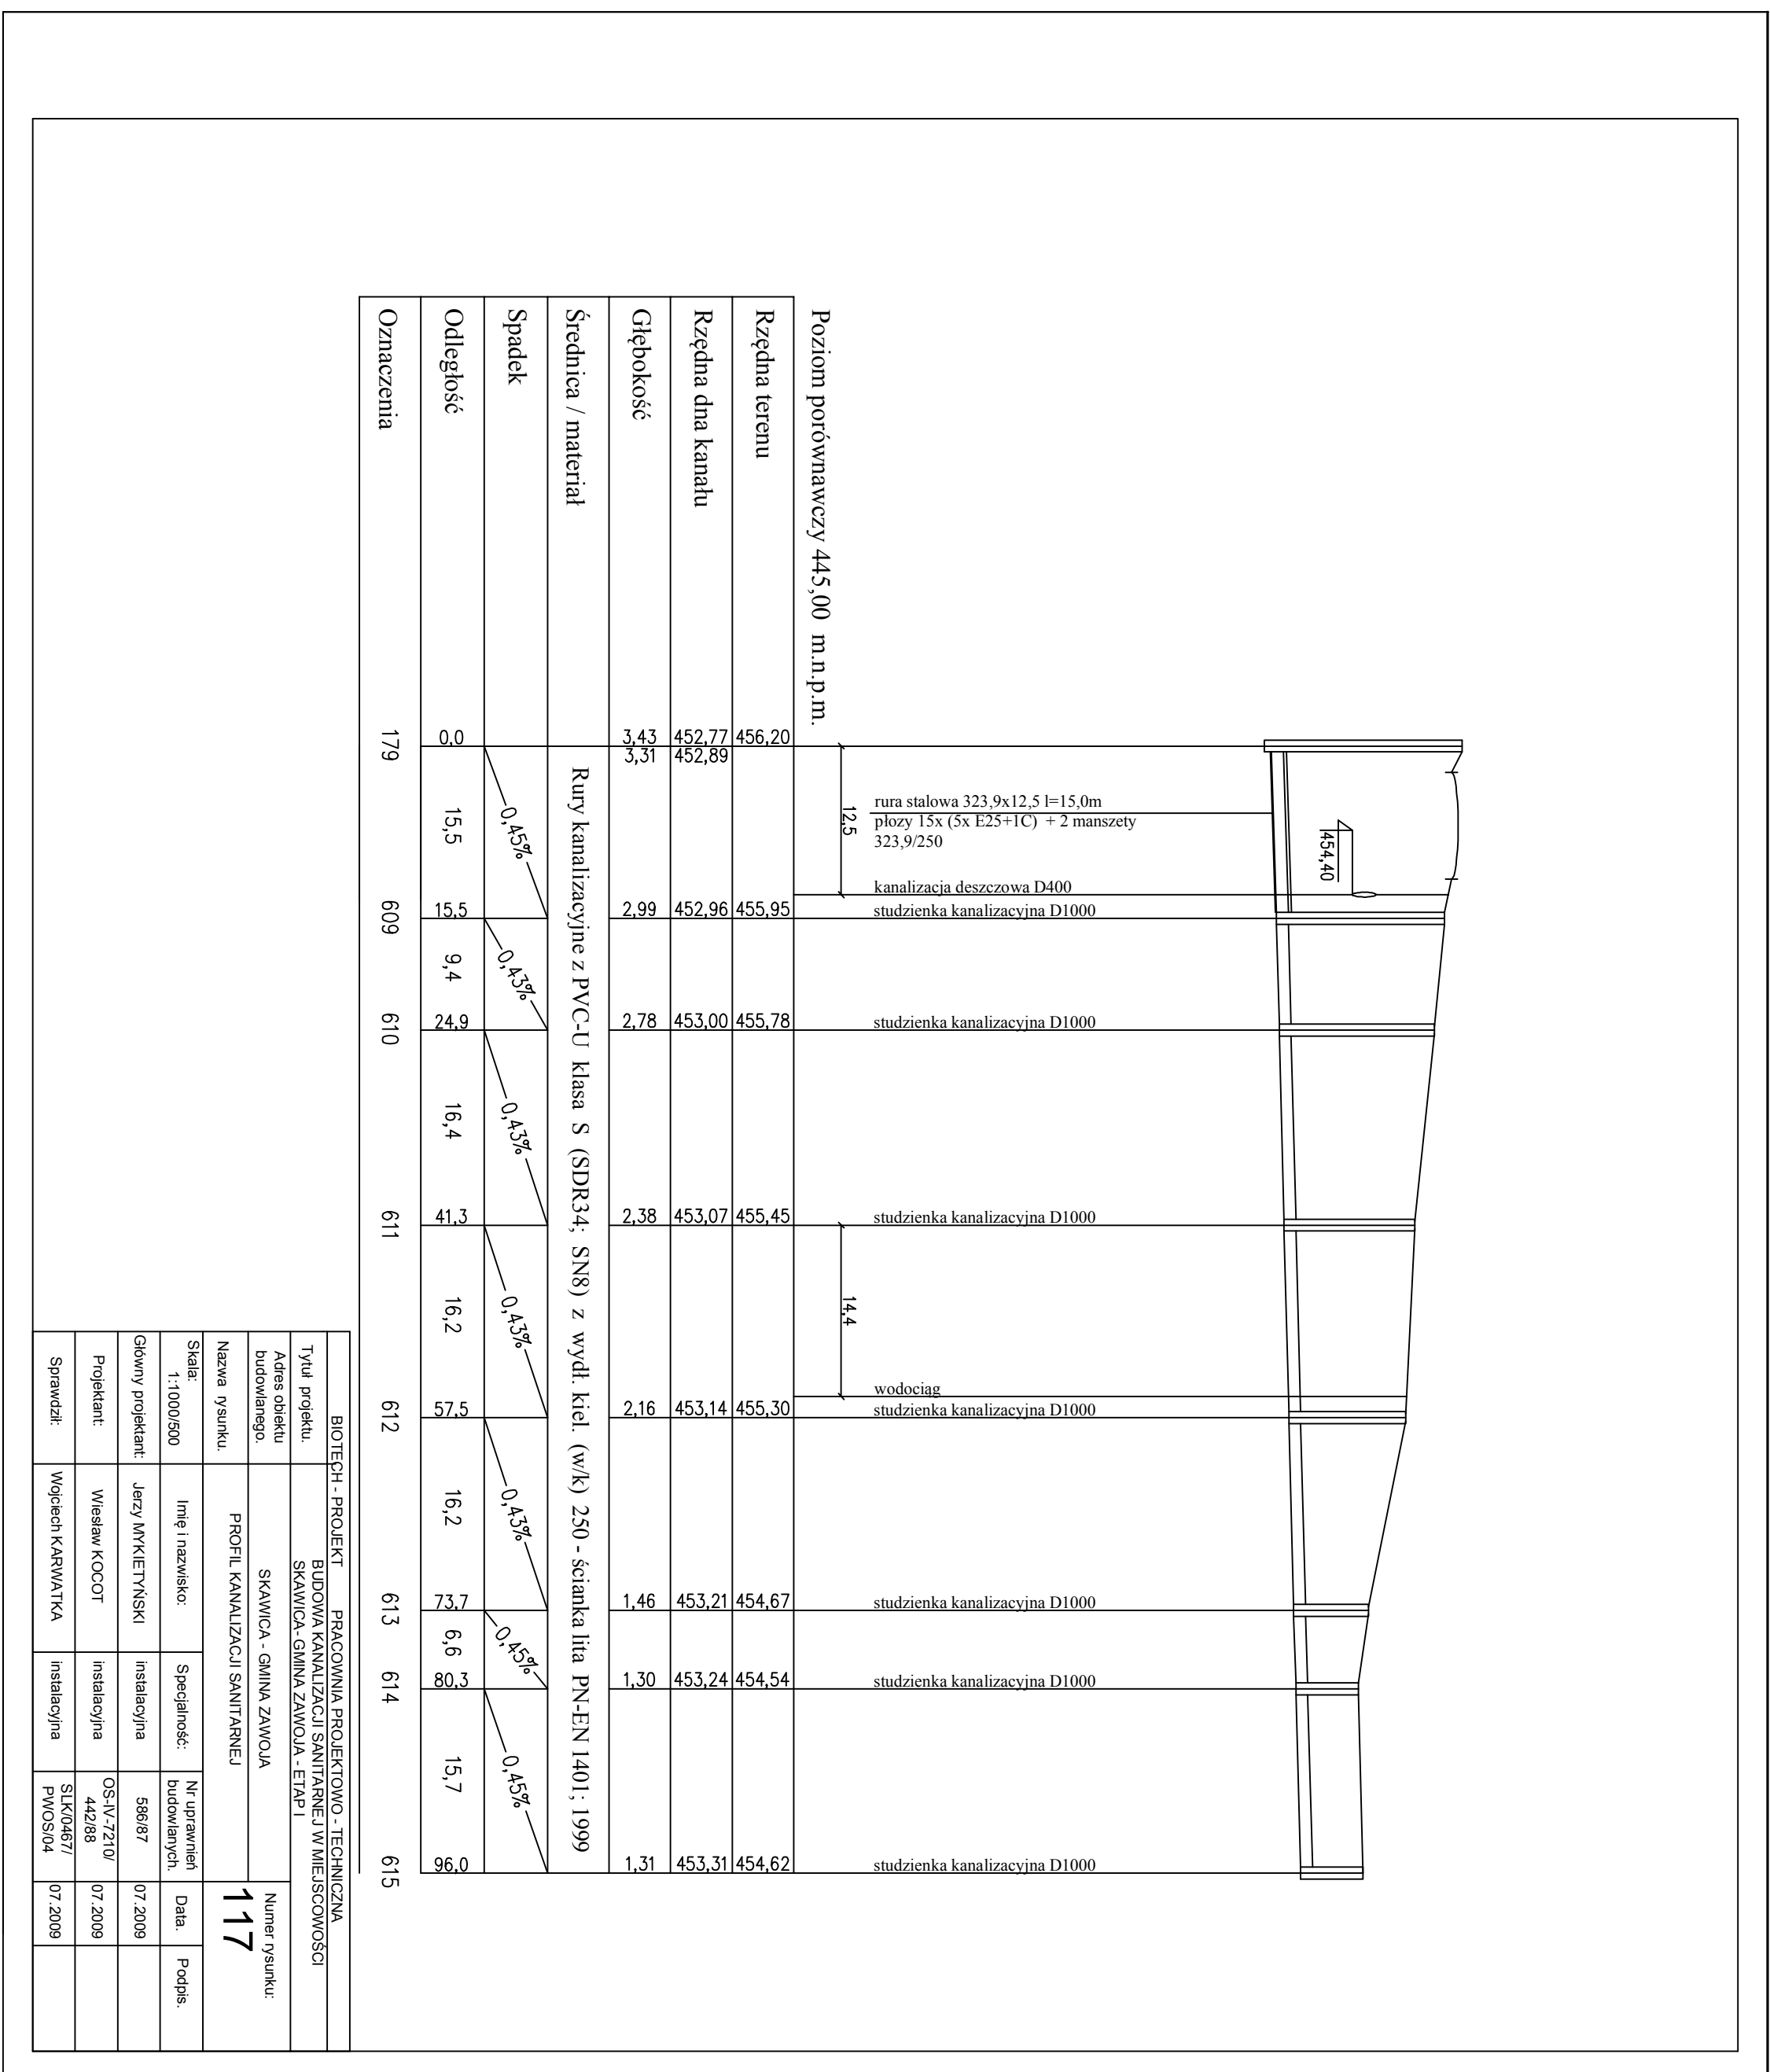 rura stalowa 323,9x12,5 l=15,0m
płozy 15x (5x E25+1C) + 2 manszety
323,9/250
454,40
kanalizacja deszczowa D400
studzienka kanalizacyjna D1000
studzienka kanalizacyjna D1000
studzienka kanalizacyjna D1000
wodociąg
studzienka kanalizacyjna D1000
studzienka kanalizacyjna D1000
studzienka kanalizacyjna D1000
studzienka kanalizacyjna D1000
12,5
14,4
Poziom porównawczy 445,00 m.n.p.m.
Rzędna terenu
456,20
455,95
455,78
455,45
455,30
454,67
454,54
454,62
Rzędna dna kanału
452,77
452,89
452,96
453,00
453,07
453,14
453,21
453,24
453,31
Głębokość
3,43
3,31
2,99
2,78
2,38
2,16
1,46
1,30
1,31
Średnica / materiał
Rury kanalizacyjne z PVC-U klasa S (SDR34; SN8) z wydł. kiel. (w/k) 250 - ścianka lita PN-EN 1401; 1999
Spadek
0,45%
0,43%
0,43%
0,43%
0,43%
0,45%
0,45%
Odległość
0,0
15,5
15,5
9,4
24,9
16,4
41,3
16,2
57,5
16,2
73,7
6,6
80,3
15,7
96,0
Oznaczenia
179
609
610
611
612
613
614
615
BIOTECH - PROJEKT PRACOWNIA PROJEKTOWO - TECHNICZNA
Tytuł projektu.
BUDOWA KANALIZACJI SANITARNEJ W MIEJSCOWOŚCI
SKAWICA- GMINA ZAWOJA - ETAP I
Adres obiektu
budowlanego.
SKAWICA - GMINA ZAWOJA
Numer rysunku:
117
Nazwa rysunku.
PROFIL KANALIZACJI SANITARNEJ
Skala:
1:1000/500
Imię i nazwisko:
Specjalność:
Nr uprawnień
budowlanych.
Data.
Podpis.
Główny projektant:
Jerzy MYKIETYŃSKI
instalacyjna
586/87
07.2009
Projektant:
Wiesław KOCOT
instalacyjna
OS-IV-7210/
442/88
07.2009
Sprawdził:
Wojciech KARWATKA
instalacyjna
SLK/0467/
PWOS/04
07.2009